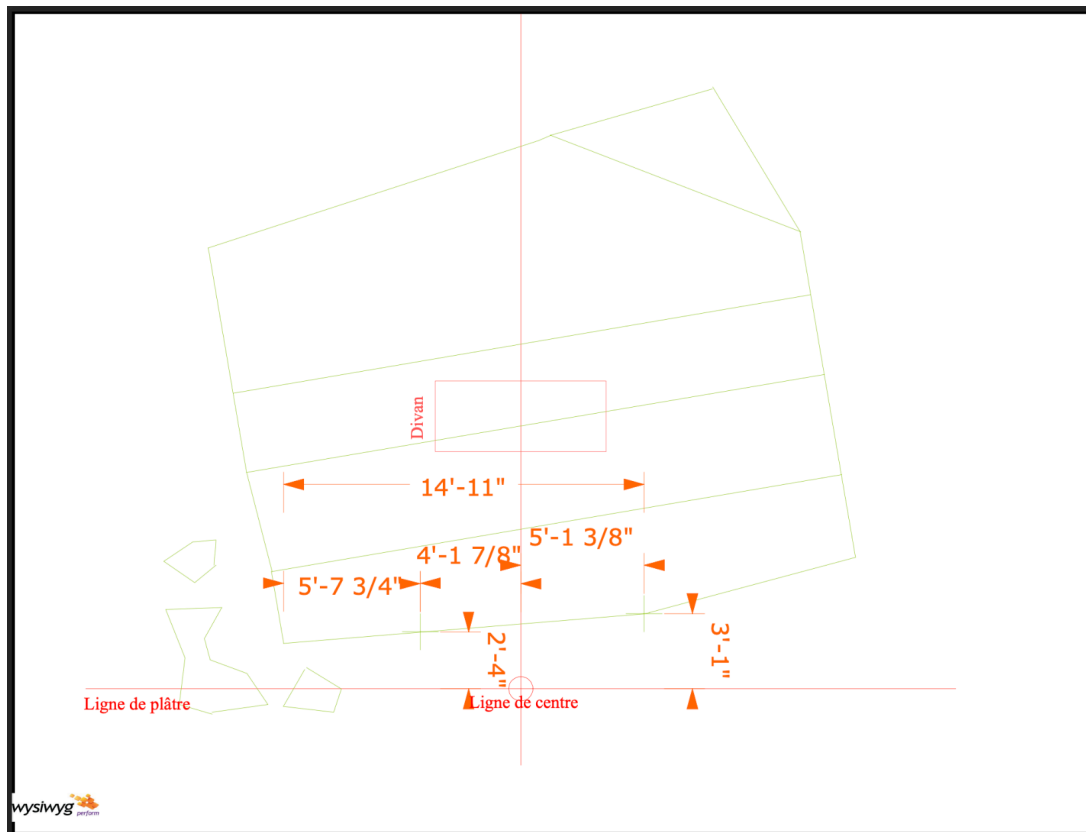 Divan
14'-11"
5'-1 3/8"
4'-1 7/8"
5'-7 3/4"
2'-4"
3'-1"
Ligne de plâtre
Ligne de centre
wysiwyg
perform